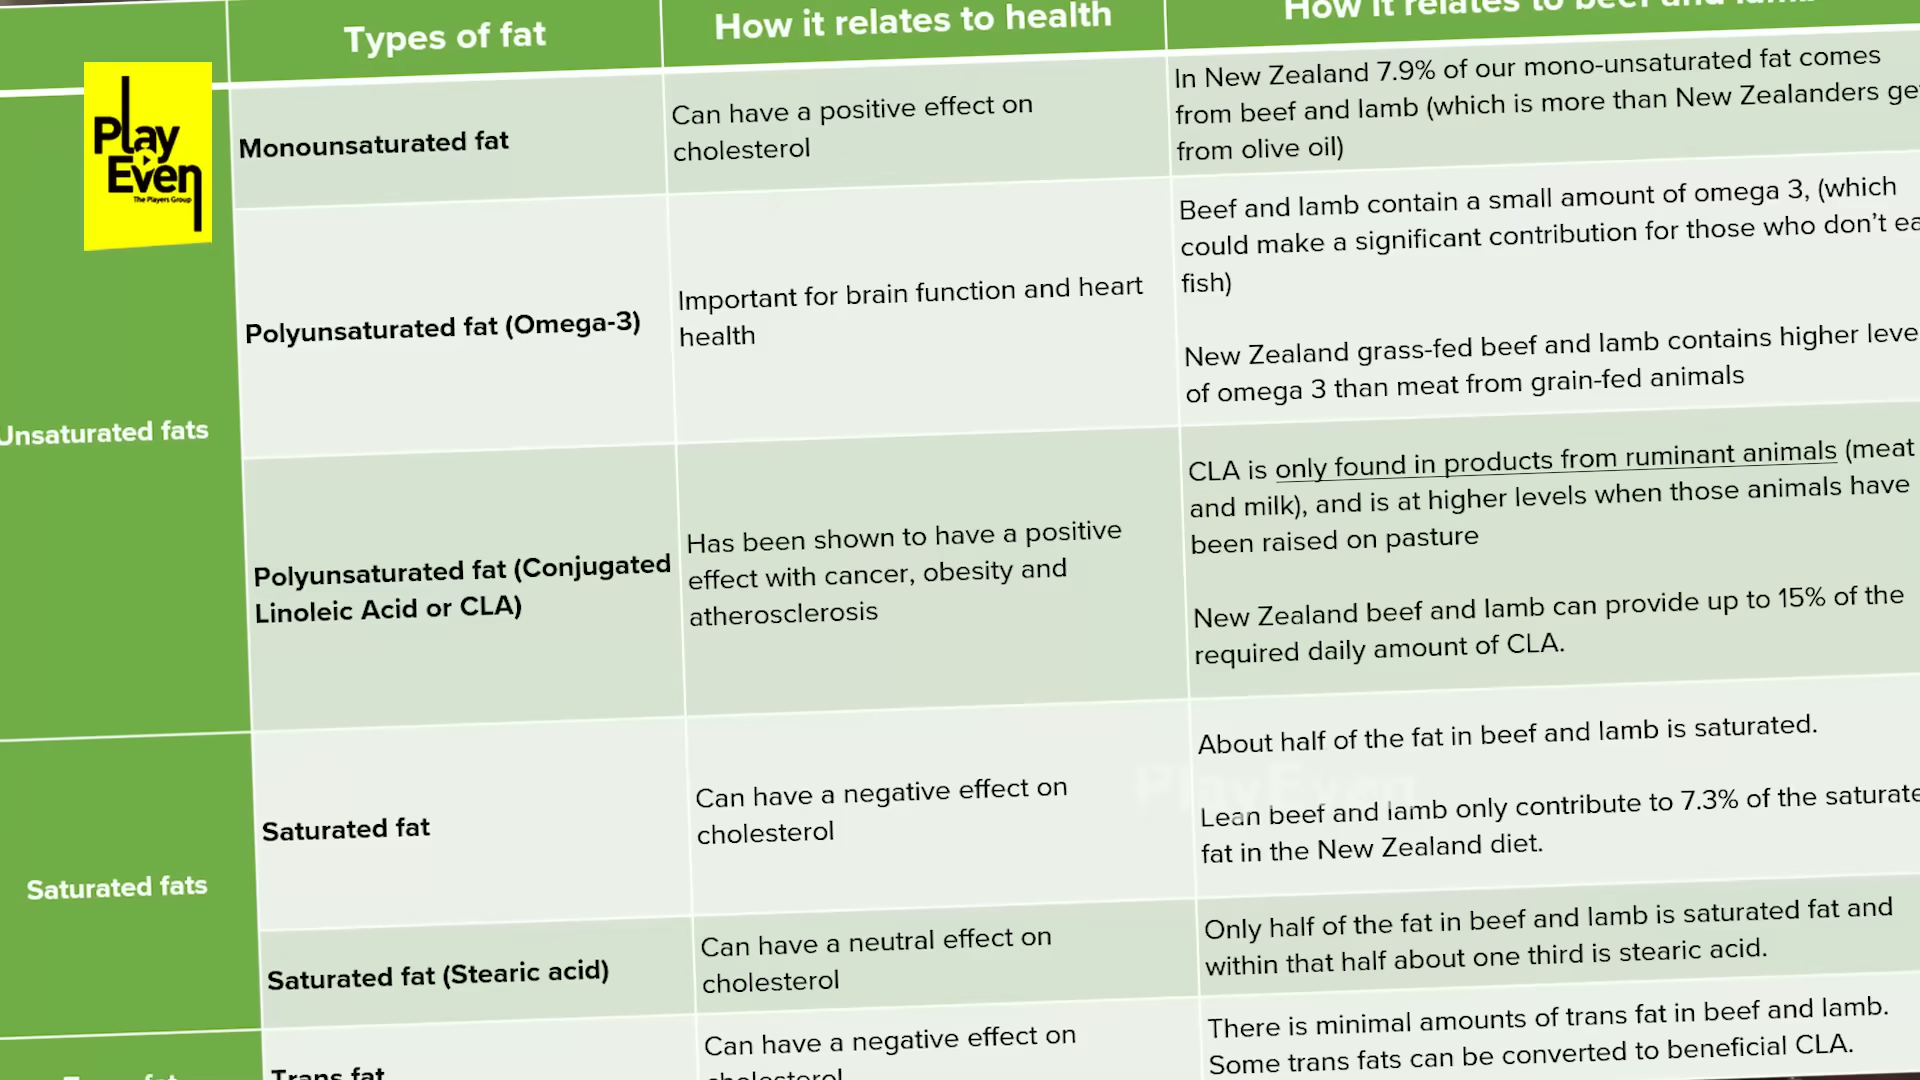 Types of fat
How it relates to health
How it relates to beef and lamb
Play
Even
The Players Group
Unsaturated fats
Monounsaturated fat
Can have a positive effect on
cholesterol
In New Zealand 7.9% of our mono-unsaturated fat comes
from beef and lamb (which is more than New Zealanders ge
from olive oil)
Polyunsaturated fat (Omega-3)
Important for brain function and heart
health
Beef and lamb contain a small amount of omega 3, (which
could make a significant contribution for those who don’t ea
fish)
New Zealand grass-fed beef and lamb contains higher leve
of omega 3 than meat from grain-fed animals
Polyunsaturated fat (Conjugated
Linoleic Acid or CLA)
Has been shown to have a positive
effect with cancer, obesity and
atherosclerosis
CLA is only found in products from ruminant animals (meat
and milk), and is at higher levels when those animals have
been raised on pasture
New Zealand beef and lamb can provide up to 15% of the
required daily amount of CLA.
Saturated fats
Saturated fat
Can have a negative effect on
cholesterol
About half of the fat in beef and lamb is saturated.
PlayEven
Lean beef and lamb only contribute to 7.3% of the saturate
fat in the New Zealand diet.
Saturated fat (Stearic acid)
Can have a neutral effect on
cholesterol
Only half of the fat in beef and lamb is saturated fat and
within that half about one third is stearic acid.
Trans fat
Can have a negative effect on
cholesterol
There is minimal amounts of trans fat in beef and lamb.
Some trans fats can be converted to beneficial CLA.